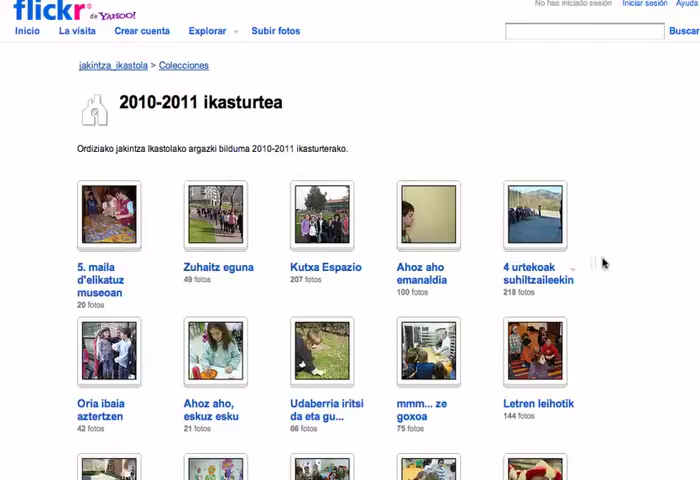 flickr® de YAHOO!
No has iniciado sesión Iniciar sesión Ayuda
Inicio La visita Crear cuenta Explorar Subir fotos
Buscar
jakintza_ikastola > Colecciones
2010-2011 ikasturtea
Ordiziako jakintza Ikastolako argazki bilduma 2010-2011 ikasturterako.
5. maila
d'elikatuz
museoan
20 fotos
Zuhaitz eguna
49 fotos
Kutxa Espazio
207 fotos
Ahoz aho
emanaldia
100 fotos
4 urtekoak
suhiltzaileekin
218 fotos
Oria ibaia
aztertzen
42 fotos
Ahoz aho,
eskuz esku
21 fotos
Udaberria iritsi
da eta gu...
66 fotos
mmm... ze
goxoa
75 fotos
Letren leihotik
144 fotos